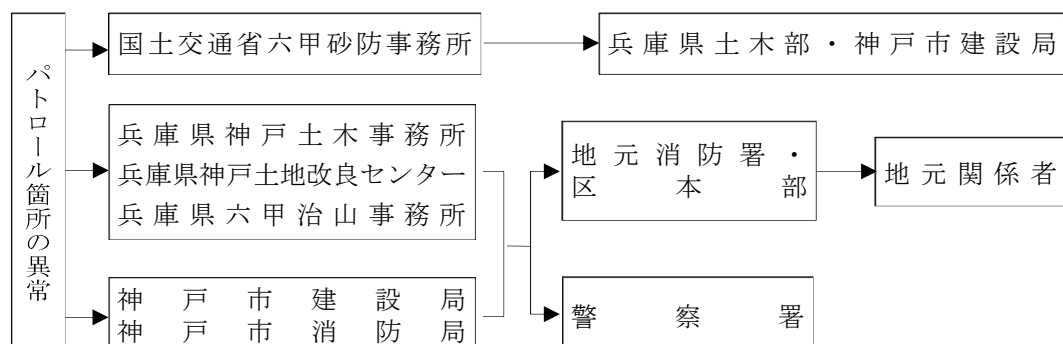 パトロール箇所の異常
国土交通省六甲砂防事務所
兵庫県土木部・神戸市建設局
兵庫県神戸土木事務所
兵庫県神戸土地改良センター
兵庫県六甲治山事務所
神戸市建設局
神戸市消防局
地元消防署・
区本部
地元関係者
警察署